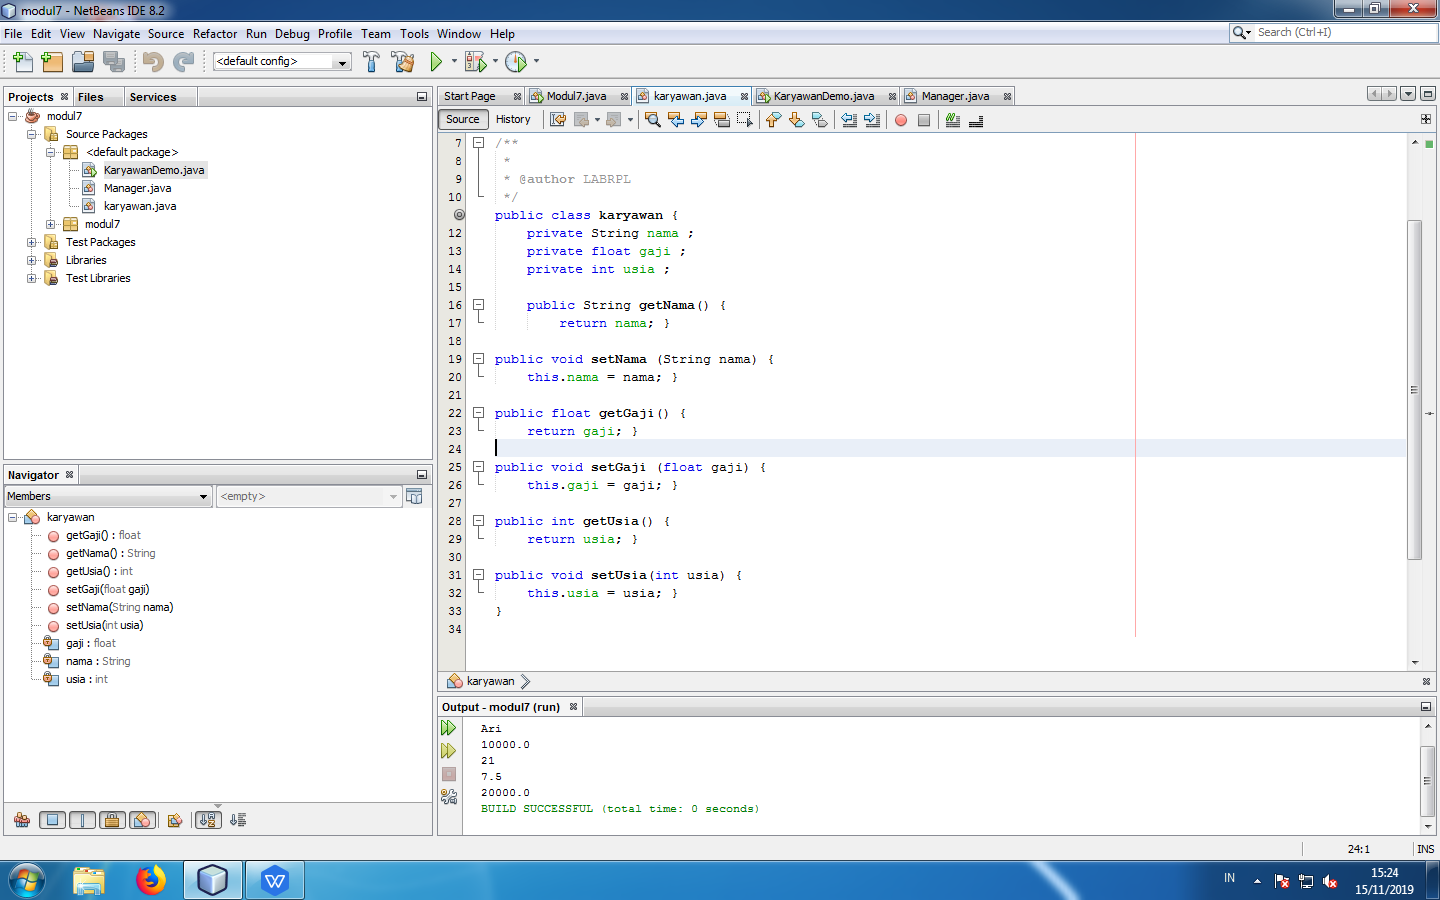 modul7 - NetBeans IDE 8.2
File Edit View Navigate Source Refactor Run Debug Profile Team Tools Window Help
Search (Ctrl+I)
<default config>
Projects Files Services
modul7
Source Packages
<default package>
KaryawanDemo.java
Manager.java
karyawan.java
modul7
Test Packages
Libraries
Test Libraries
Navigator
Members <empty>
karyawan
getGaji() : float
getNama() : String
getUsia() : int
setGaji(float gaji)
setNama(String nama)
setUsia(int usia)
gaji : float
nama : String
usia : int
Start Page Modul7.java karyawan.java KaryawanDemo.java Manager.java
Source History
7 /**
8 *
9 * @author LABRPL
10 */
public class karyawan {
12 private String nama ;
13 private float gaji ;
14 private int usia ;
15
16 public String getNama() {
17 return nama; }
18
19 public void setNama (String nama) {
20 this.nama = nama; }
21
22 public float getGaji() {
23 return gaji; }
24
25 public void setGaji (float gaji) {
26 this.gaji = gaji; }
27
28 public int getUsia() {
29 return usia; }
30
31 public void setUsia(int usia) {
32 this.usia = usia; }
33 }
34
karyawan
Output - modul7 (run)
Ari
10000.0
21
7.5
20000.0
BUILD SUCCESSFUL (total time: 0 seconds)
24:1 INS
IN
15:24
15/11/2019